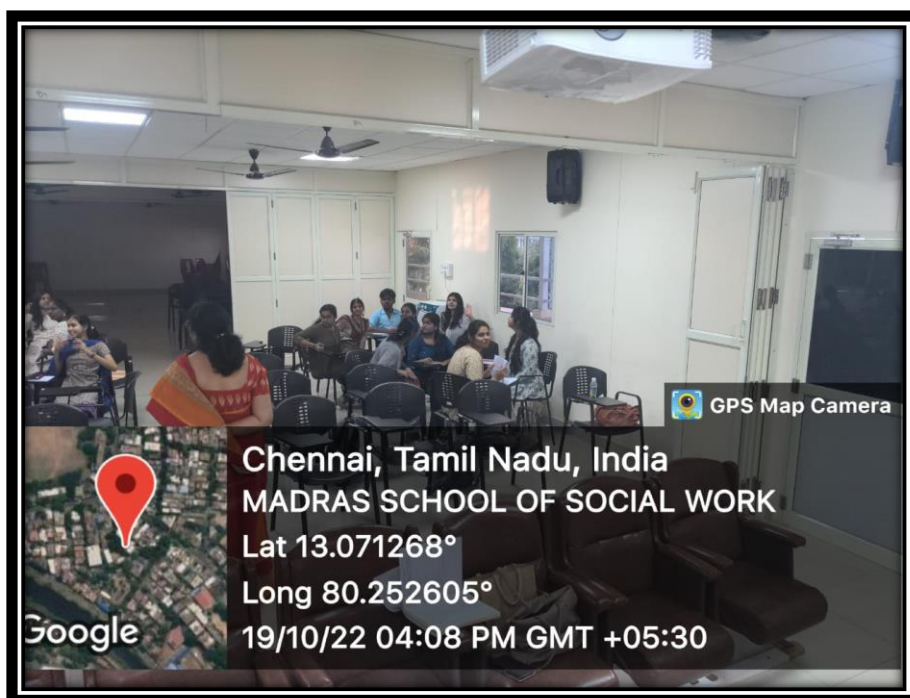 GPS Map Camera
Chennai, Tamil Nadu, India
MADRAS SCHOOL OF SOCIAL WORK
Lat 13.071268°
Long 80.252605°
Google
19/10/22 04:08 PM GMT +05:30